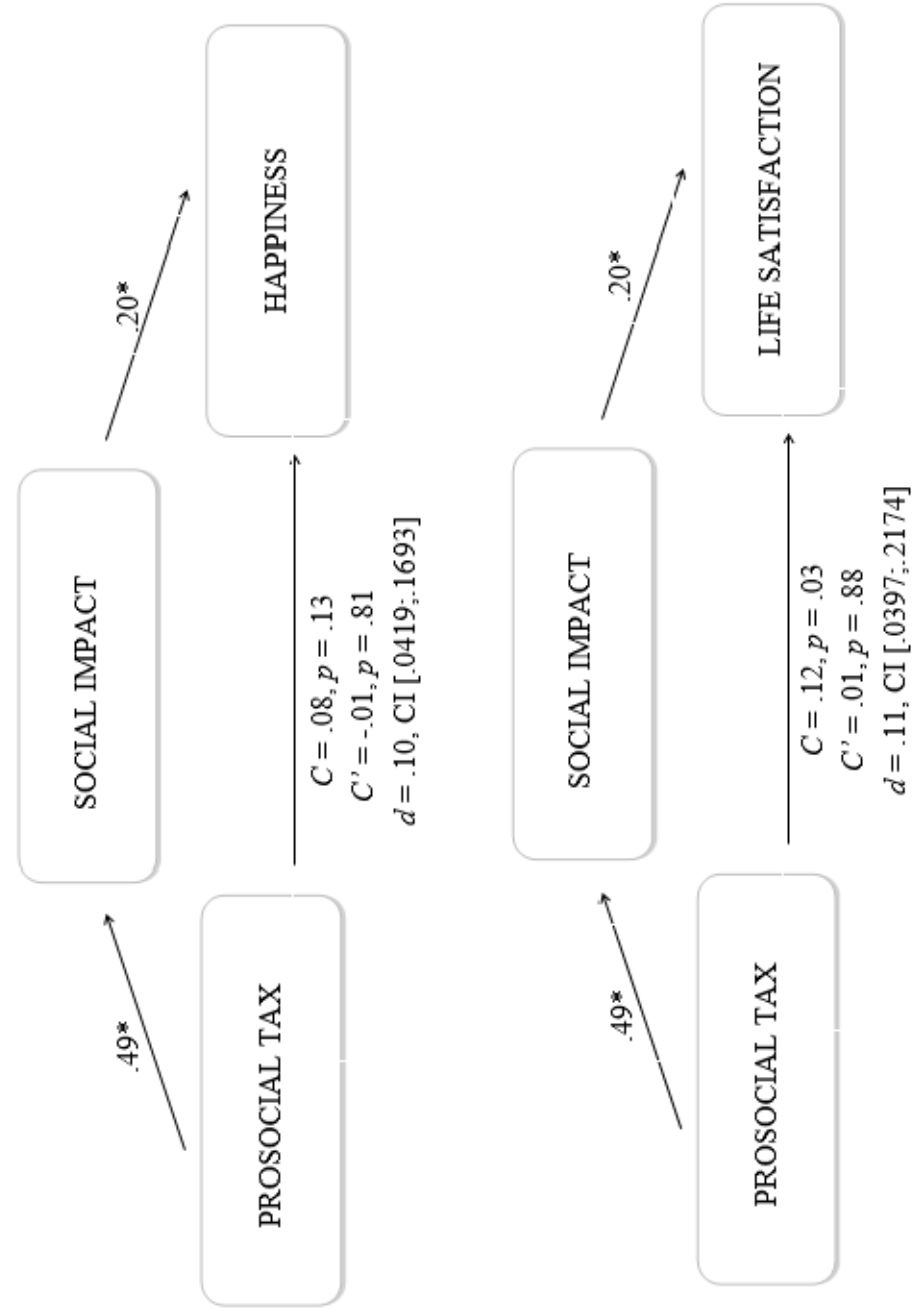 SOCIAL IMPACT
.49*
.20*
PROSOCIAL TAX
HAPPINESS
C = .08, p = .13
C’ = -.01, p = .81
d = .10, CI [.0419;.1693]
SOCIAL IMPACT
.49*
.20*
PROSOCIAL TAX
LIFE SATISFACTION
C = .12, p = .03
C’ = .01, p = .88
d = .11, CI [.0397;.2174]